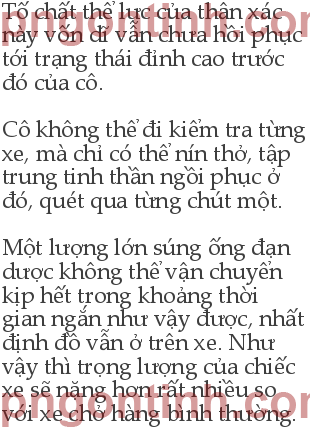 Tố chất thể lực của thân xác
này vốn dĩ vẫn chưa hồi phục
tới trạng thái đỉnh cao trước
đó của cô.
Cô không thể đi kiểm tra từng
xe, mà chỉ có thể nín thở, tập
trung tinh thần ngồi phục ở
đó, quét qua từng chút một.
Một lượng lớn súng ống đạn
dược không thể vận chuyển
kịp hết trong khoảng thời
gian ngắn như vậy được, nhất
định đồ vẫn ở trên xe. Như
vậy thì trọng lượng của chiếc
xe sẽ nặng hơn rất nhiều so
với xe chở hàng bình thường.
pngontinh.com
pngontinh.com